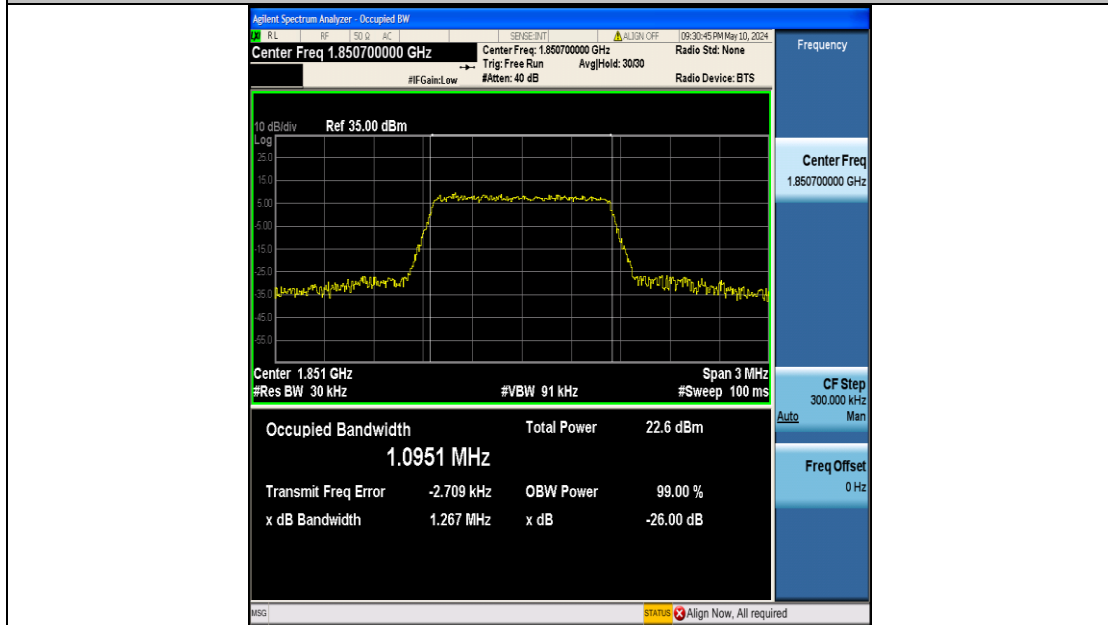 Agilent Spectrum Analyzer - Occupied BW
RL RF 50 Ω AC SENSE:INT ALIGN OFF 09:30:45 PM May 10, 2024
Center Freq 1.850700000 GHz
Center Freq: 1.850700000 GHz Radio Std: None
Trig: Free Run Avg|Hold: 30/30
#IFGain:Low #Atten: 40 dB Radio Device: BTS
10 dB/div Ref 35.00 dBm
Log
25.0
15.0
5.00
-5.00
-15.0
-25.0
-35.0
-45.0
-55.0
Center 1.851 GHz Span 3 MHz
#Res BW 30 kHz #VBW 91 kHz #Sweep 100 ms
Occupied Bandwidth Total Power 22.6 dBm
1.0951 MHz
Transmit Freq Error -2.709 kHz OBW Power 99.00 %
x dB Bandwidth 1.267 MHz x dB -26.00 dB
MSG STATUS Align Now, All required
Frequency
Center Freq
1.850700000 GHz
CF Step
300.000 kHz
Auto Man
Freq Offset
0 Hz